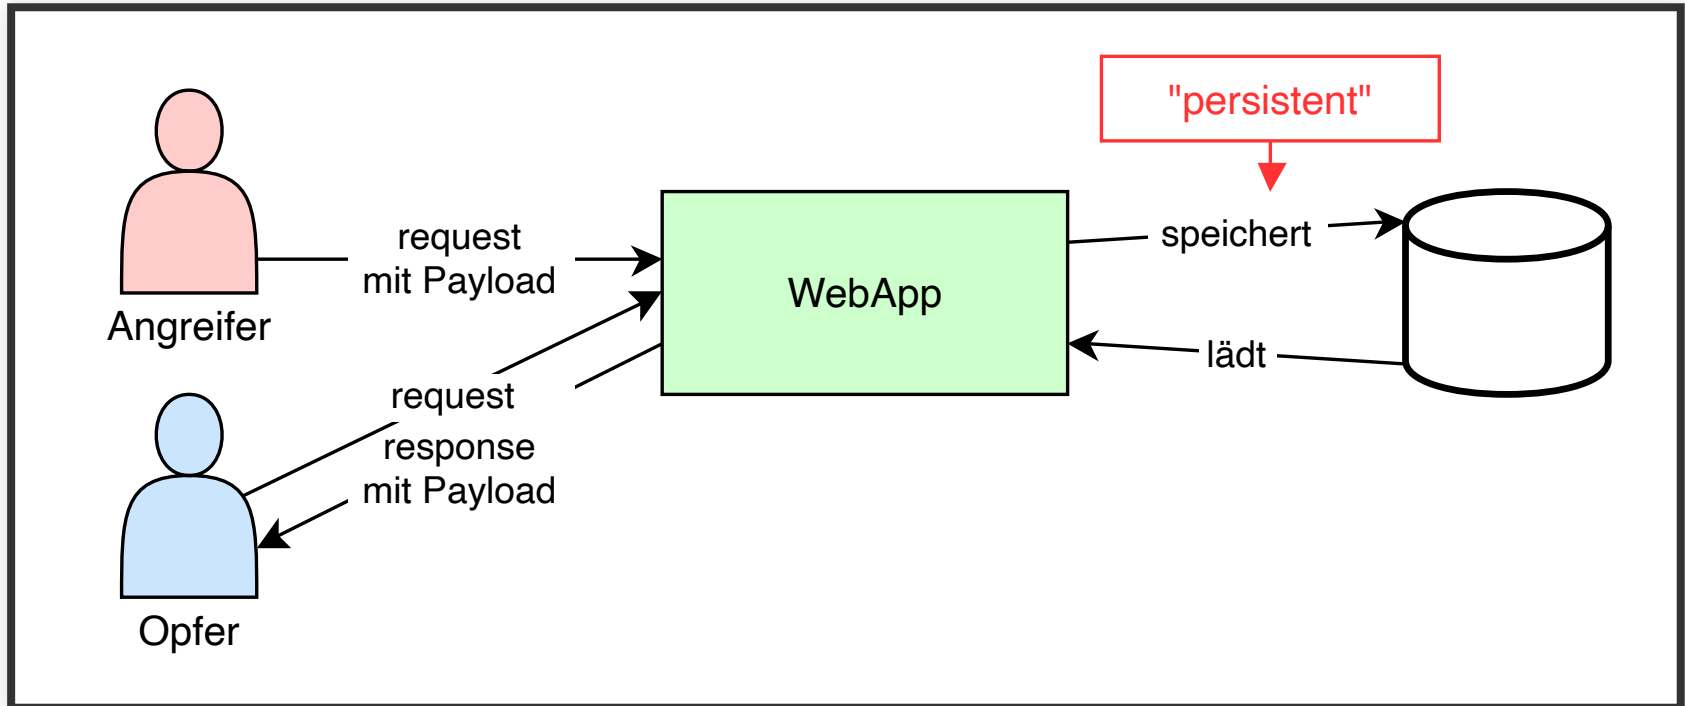 "persistent"
request
mit Payload
Angreifer
WebApp
speichert
lädt
request
response
mit Payload
Opfer